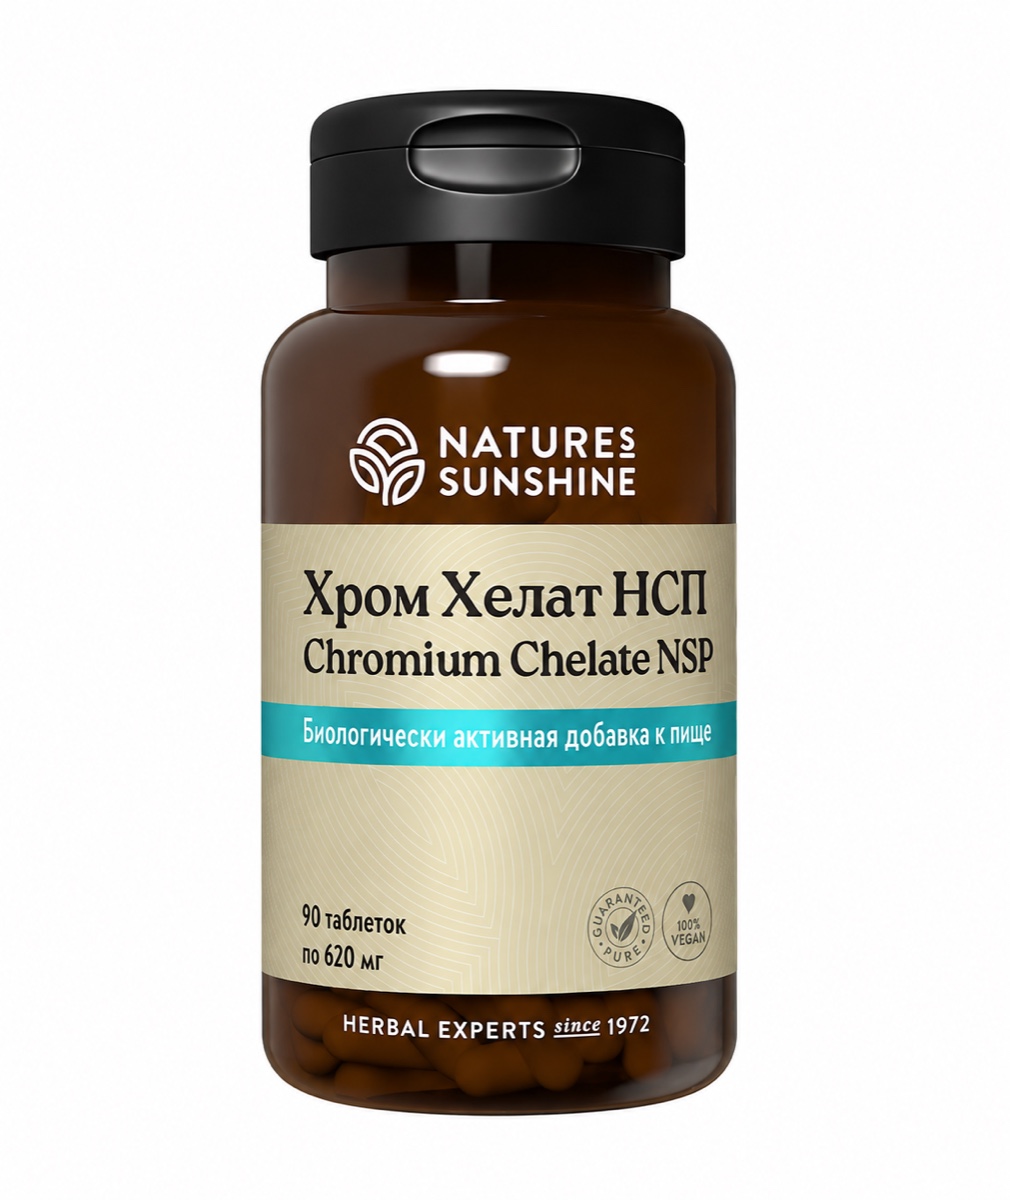 NATURES
SUNSHINE
Хром Хелат НСП
Chromium Chelate NSP
Биологически активная добавка к пище
90 таблеток
по 620 мг
GUARANTEED
• PURE •
100%
VEGAN
HERBAL EXPERTS since 1972